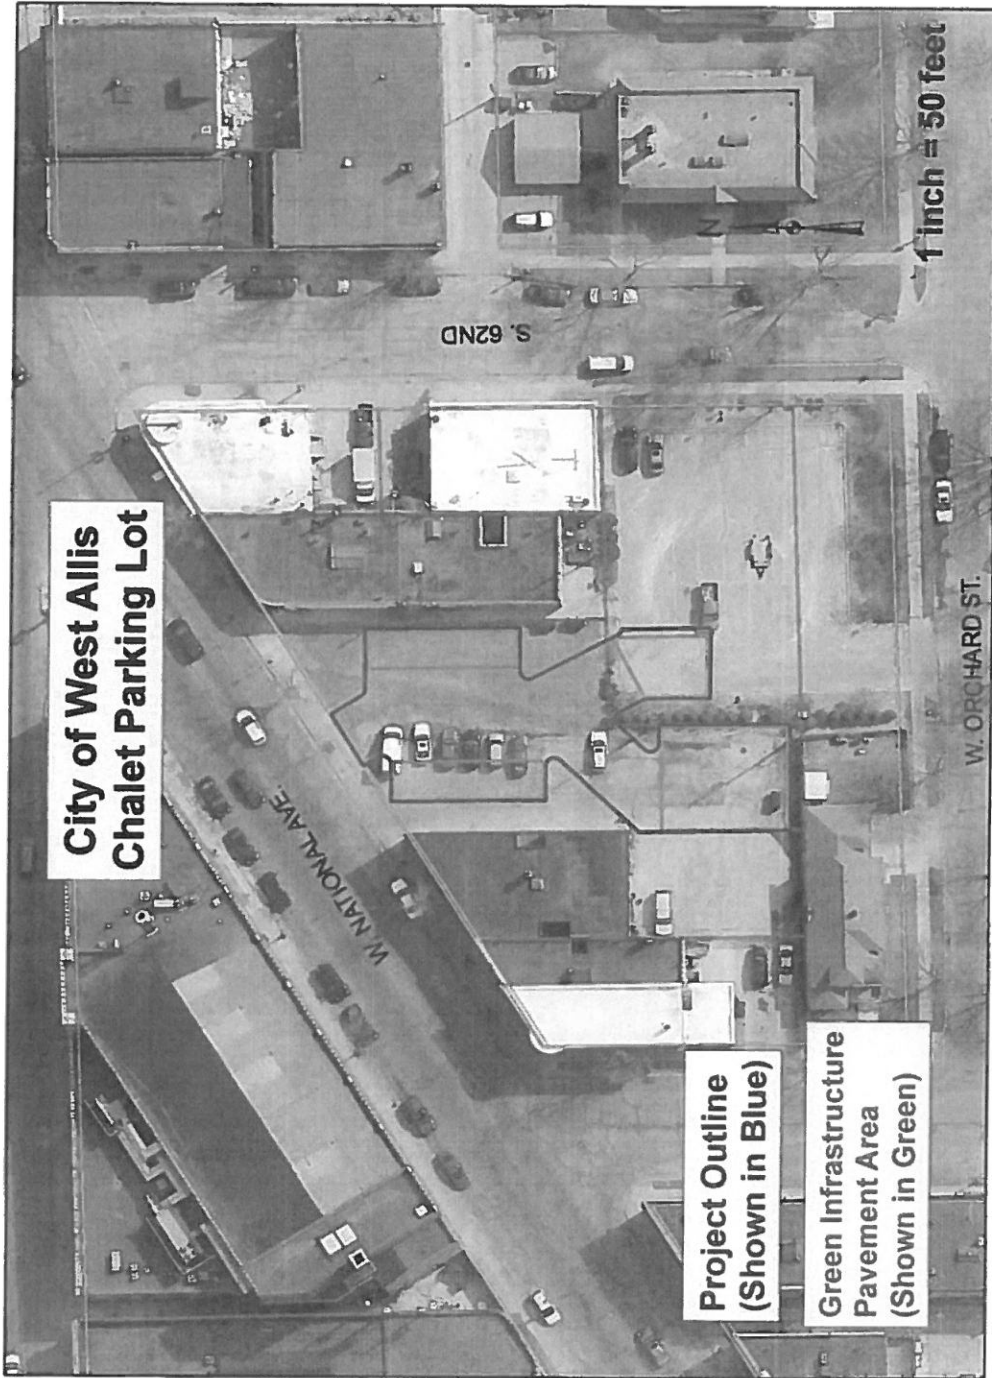 City of West Allis
Chalet Parking Lot
W. NATIONAL AVE.
S. 62ND
N
1 inch = 50 feet
W. ORCHARD ST.
Project Outline
(Shown in Blue)
Green Infrastructure
Pavement Area
(Shown in Green)